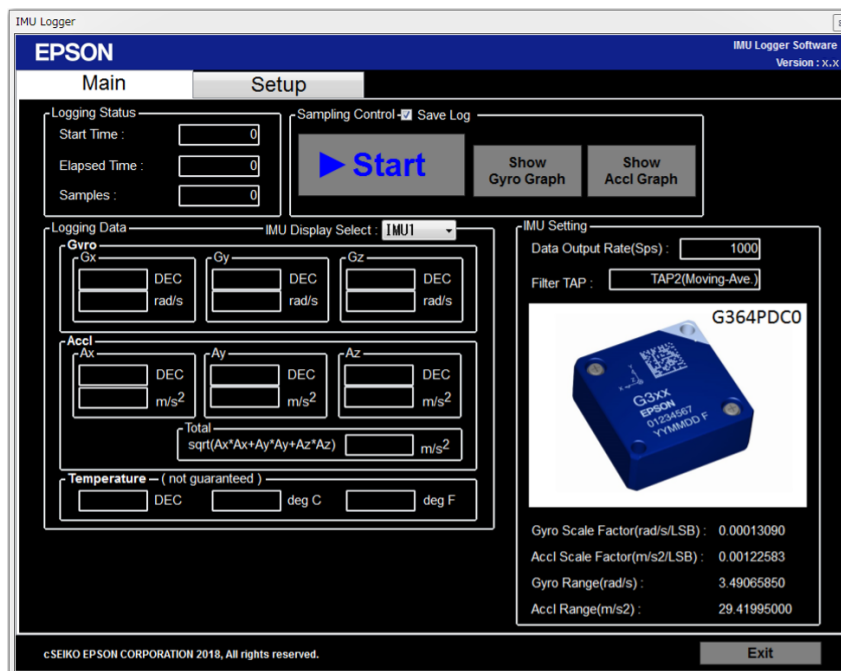 IMU Logger
EPSON
IMU Logger Software
Version : x.x
Main
Setup
Logging Status
Start Time :
0
Elapsed Time :
0
Samples :
0
Sampling Control
Save Log
Start
Show
Gyro Graph
Show
Accl Graph
Logging Data
IMU Display Select :
IMU1
Gyro
Gx
DEC
rad/s
Gy
DEC
rad/s
Gz
DEC
rad/s
Accl
Ax
DEC
m/s2
Ay
DEC
m/s2
Az
DEC
m/s2
Total
sqrt(Ax*Ax+Ay*Ay+Az*Az)
m/s2
Temperature
( not guaranteed )
DEC
deg C
deg F
IMU Setting
Data Output Rate(Sps) :
1000
Filter TAP :
TAP2(Moving-Ave.)
G364PDC0
G3xx
EPSON
01234567
YYMMDD F
Gyro Scale Factor(rad/s/LSB) : 0.00013090
Accl Scale Factor(m/s2/LSB) : 0.00122583
Gyro Range(rad/s) : 3.49065850
Accl Range(m/s2) : 29.41995000
cSEIKO EPSON CORPORATION 2018, All rights reserved.
Exit